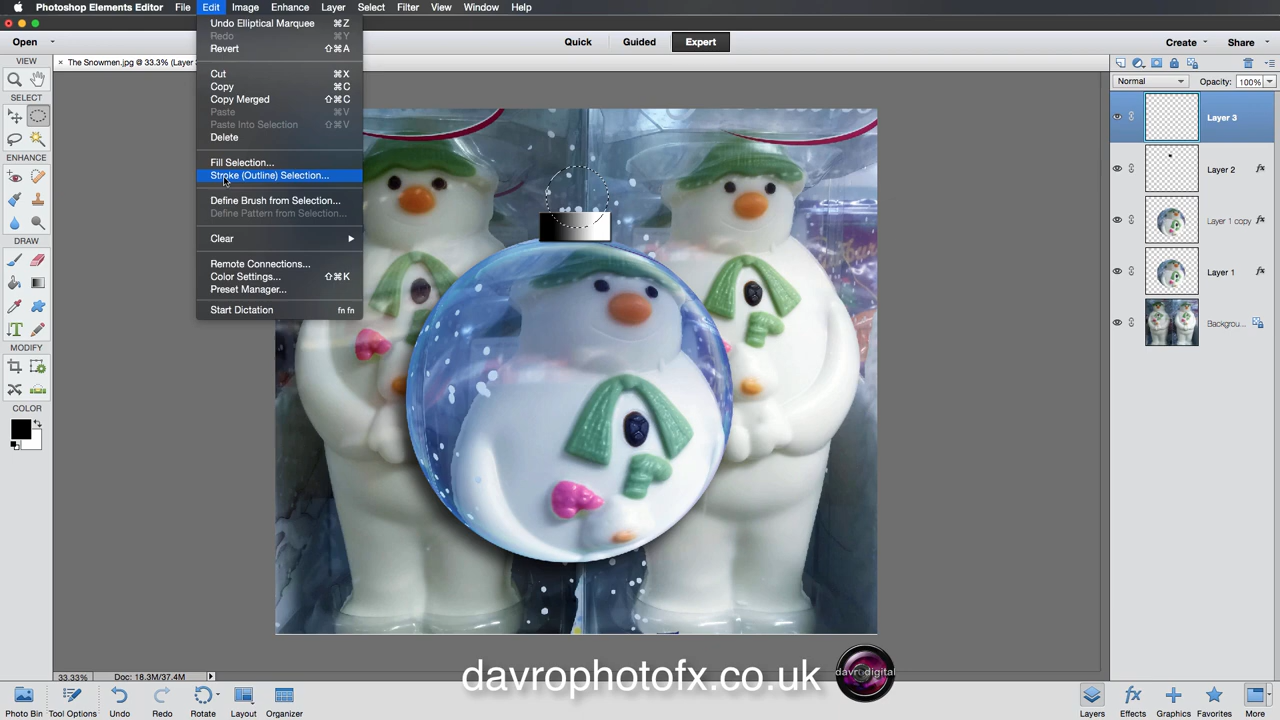 Photoshop Elements Editor File Edit Image Enhance Layer Select Filter View Window Help
Open Quick Guided Expert Create Share
The Snowmen.jpg @ 33.3% (Layer
Undo Elliptical Marquee ⌘Z
Redo ⌘Y
Revert ⇧⌘A
Cut ⌘X
Copy ⌘C
Copy Merged ⇧⌘C
Paste ⌘V
Paste Into Selection ⇧⌘V
Delete
Fill Selection...
Stroke (Outline) Selection...
Define Brush from Selection...
Define Pattern from Selection...
Clear
Remote Connections...
Color Settings... ⇧⌘K
Preset Manager...
Start Dictation fn fn
VIEW
SELECT
ENHANCE
DRAW
MODIFY
COLOR
Normal Opacity: 100%
Layer 3
Layer 2 fx
Layer 1 copy fx
Layer 1 fx
Backgrou...
33.33% Doc: 18.3M/37.4M
davrophotofx.co.uk
davrodigital
Photo Bin Tool Options Undo Redo Rotate Layout Organizer Layers Effects Graphics Favorites More